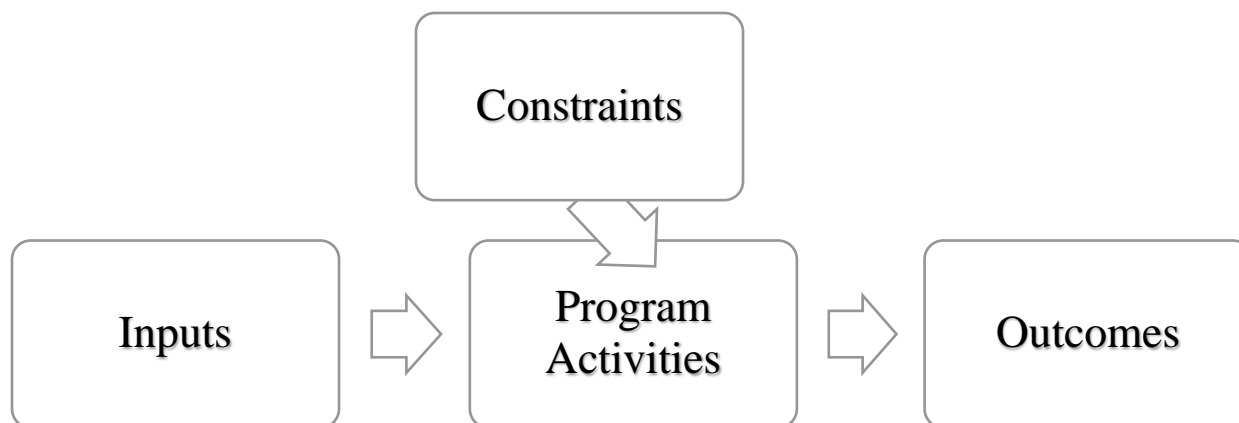 Constraints
Inputs
Program
Activities
Outcomes